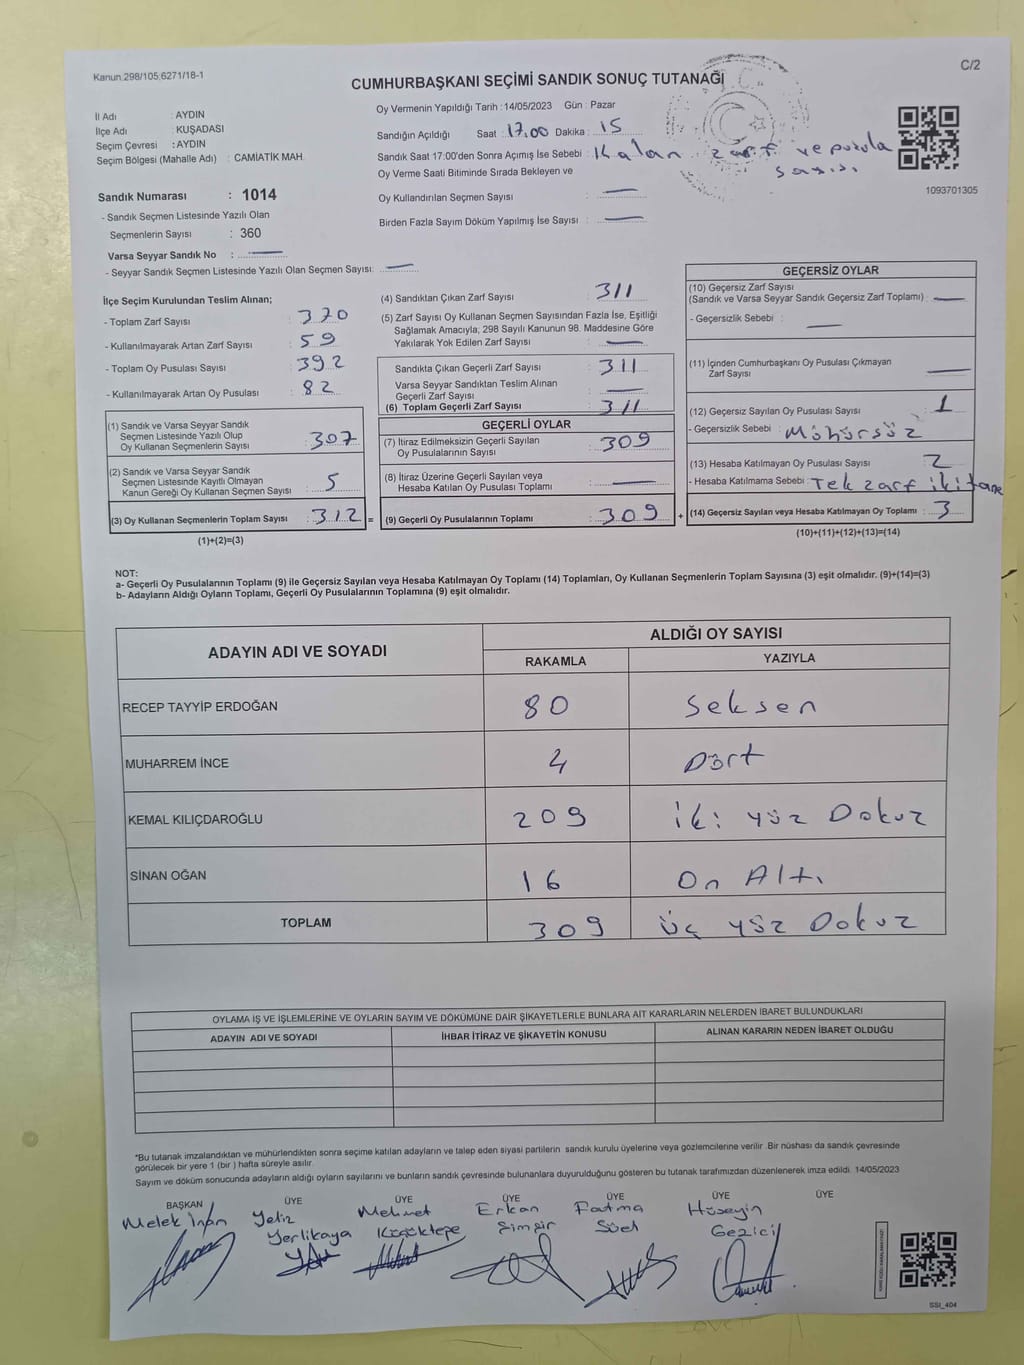 Kanun:298/105;6271/18-1
C/2
CUMHURBAŞKANI SEÇİMİ SANDIK SONUÇ TUTANAĞI
İl Adı : AYDIN
İlçe Adı : KUŞADASI
Seçim Çevresi : AYDIN
Seçim Bölgesi (Mahalle Adı) : CAMİATİK MAH.
Oy Vermenin Yapıldığı Tarih : 14/05/2023 Gün : Pazar
Sandığın Açıldığı Saat : 17.00 Dakika : 15
Sandık Saat 17:00'den Sonra Açımış İse Sebebi : Kalan zarf ve pusula sayısı.
Oy Verme Saati Bitiminde Sırada Bekleyen ve
Oy Kullandırılan Seçmen Sayısı : —
Birden Fazla Sayım Döküm Yapılmış İse Sayısı : —
1093701305
Sandık Numarası : 1014
- Sandık Seçmen Listesinde Yazılı Olan
Seçmenlerin Sayısı : 360
Varsa Seyyar Sandık No : —
- Seyyar Sandık Seçmen Listesinde Yazılı Olan Seçmen Sayısı: —
İlçe Seçim Kurulundan Teslim Alınan;
- Toplam Zarf Sayısı : 370
- Kullanılmayarak Artan Zarf Sayısı : 59
- Toplam Oy Pusulası Sayısı : 392
- Kullanılmayarak Artan Oy Pusulası : 82
(1) Sandık ve Varsa Seyyar Sandık
Seçmen Listesinde Yazılı Olup
Oy Kullanan Seçmenlerin Sayısı : 307
(2) Sandık ve Varsa Seyyar Sandık
Seçmen Listesinde Kayıtlı Olmayan
Kanun Gereği Oy Kullanan Seçmen Sayısı : 5
(3) Oy Kullanan Seçmenlerin Toplam Sayısı : 312 =
(1)+(2)=(3)
(4) Sandıktan Çıkan Zarf Sayısı : 311
(5) Zarf Sayısı Oy Kullanan Seçmen Sayısından Fazla İse, Eşitliği
Sağlamak Amacıyla; 298 Sayılı Kanunun 98. Maddesine Göre
Yakılarak Yok Edilen Zarf Sayısı : —
Sandıkta Çıkan Geçerli Zarf Sayısı : 311
Varsa Seyyar Sandıktan Teslim Alınan
Geçerli Zarf Sayısı : —
(6) Toplam Geçerli Zarf Sayısı : 311
GEÇERLİ OYLAR
(7) İtiraz Edilmeksizin Geçerli Sayılan
Oy Pusulalarının Sayısı : 309
(8) İtiraz Üzerine Geçerli Sayılan veya
Hesaba Katılan Oy Pusulası Toplamı : —
(9) Geçerli Oy Pusulalarının Toplamı : 309 +
GEÇERSİZ OYLAR
(10) Geçersiz Zarf Sayısı
(Sandık ve Varsa Seyyar Sandık Geçersiz Zarf Toplamı) : —
- Geçersizlik Sebebi : —
(11) İçinden Cumhurbaşkanı Oy Pusulası Çıkmayan
Zarf Sayısı : —
(12) Geçersiz Sayılan Oy Pusulası Sayısı : 1
- Geçersizlik Sebebi : Mühürsüz
(13) Hesaba Katılmayan Oy Pusulası Sayısı : 2
- Hesaba Katılmama Sebebi : Tek zarf iki tane
(14) Geçersiz Sayılan veya Hesaba Katılmayan Oy Toplamı : 3
(10)+(11)+(12)+(13)=(14)
NOT:
a- Geçerli Oy Pusulalarının Toplamı (9) ile Geçersiz Sayılan veya Hesaba Katılmayan Oy Toplamı (14) Toplamları, Oy Kullanan Seçmenlerin Toplam Sayısına (3) eşit olmalıdır. (9)+(14)=(3)
b- Adayların Aldığı Oyların Toplamı, Geçerli Oy Pusulalarının Toplamına (9) eşit olmalıdır.
ADAYIN ADI VE SOYADI
ALDIĞI OY SAYISI
RAKAMLA YAZIYLA
RECEP TAYYİP ERDOĞAN 80 Seksen
MUHARREM İNCE 4 Dört
KEMAL KILIÇDAROĞLU 209 iki yüz Dokuz
SİNAN OĞAN 16 On Altı
TOPLAM 309 üç yüz Dokuz
OYLAMA İŞ VE İŞLEMLERİNE VE OYLARIN SAYIM VE DÖKÜMÜNE DAİR ŞİKAYETLERLE BUNLARA AİT KARARLARIN NELERDEN İBARET BULUNDUKLARI
ADAYIN ADI VE SOYADI İHBAR İTİRAZ VE ŞİKAYETİN KONUSU ALINAN KARARIN NEDEN İBARET OLDUĞU
*Bu tutanak imzalandıktan ve mühürlendikten sonra seçime katılan adayların ve talep eden siyasi partilerin sandık kurulu üyelerine veya gözlemcilerine verilir. Bir nüshası da sandık çevresinde
görülecek bir yere 1 (bir ) hafta süreyle asılır.
Sayım ve döküm sonucunda adayların aldığı oyların sayılarını ve bunların sandık çevresinde bulunanlara duyurulduğunu gösteren bu tutanak tarafımızdan düzenlenerek imza edildi. 14/05/2023
BAŞKAN ÜYE ÜYE ÜYE ÜYE ÜYE ÜYE
Melek İnan Yeliz Mehmet Erkan Fatma Hüseyin
Yerlikaya Küçüktepe Şimşir Süel Gezici
SSI_404